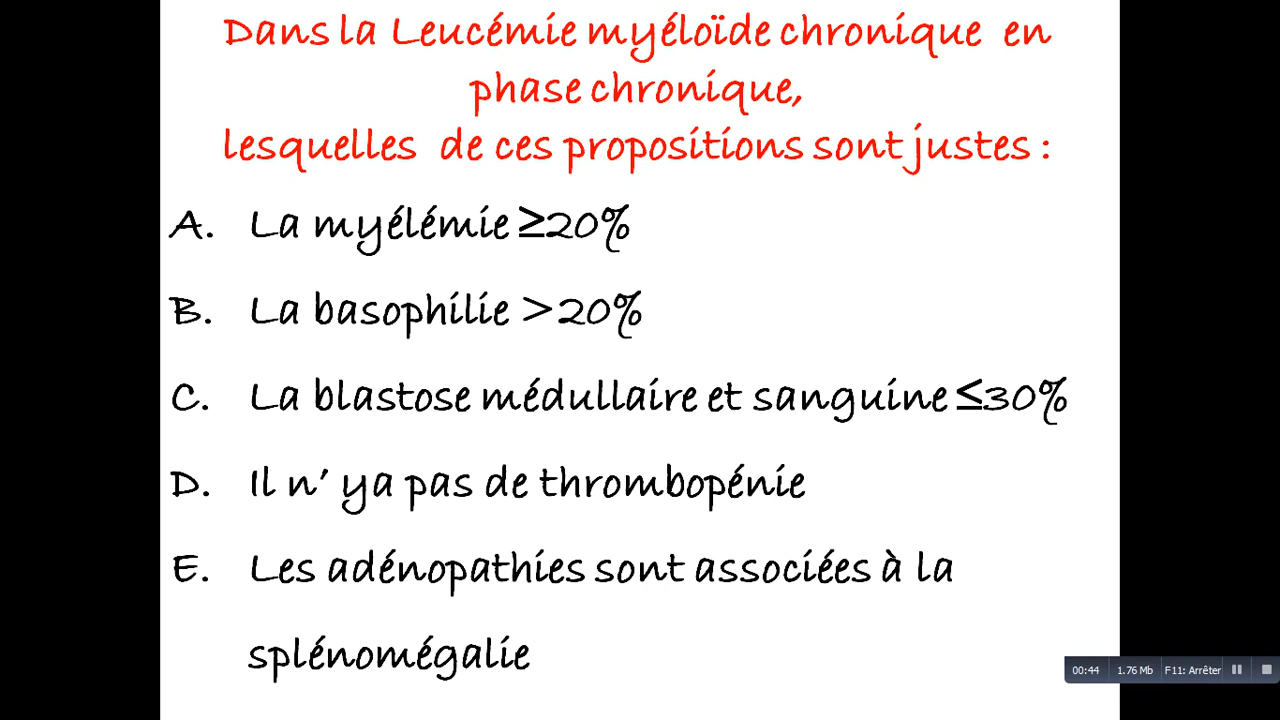 Dans la Leucémie myéloïde chronique en
phase chronique,
lesquelles de ces propositions sont justes :
A. La myélémie ≥20%
B. La basophilie >20%
C. La blastose médullaire et sanguine ≤30%
D. Il n' ya pas de thrombopénie
E. Les adénopathies sont associées à la
splénomégalie
00:44 1.76 Mb F11: Arrêter